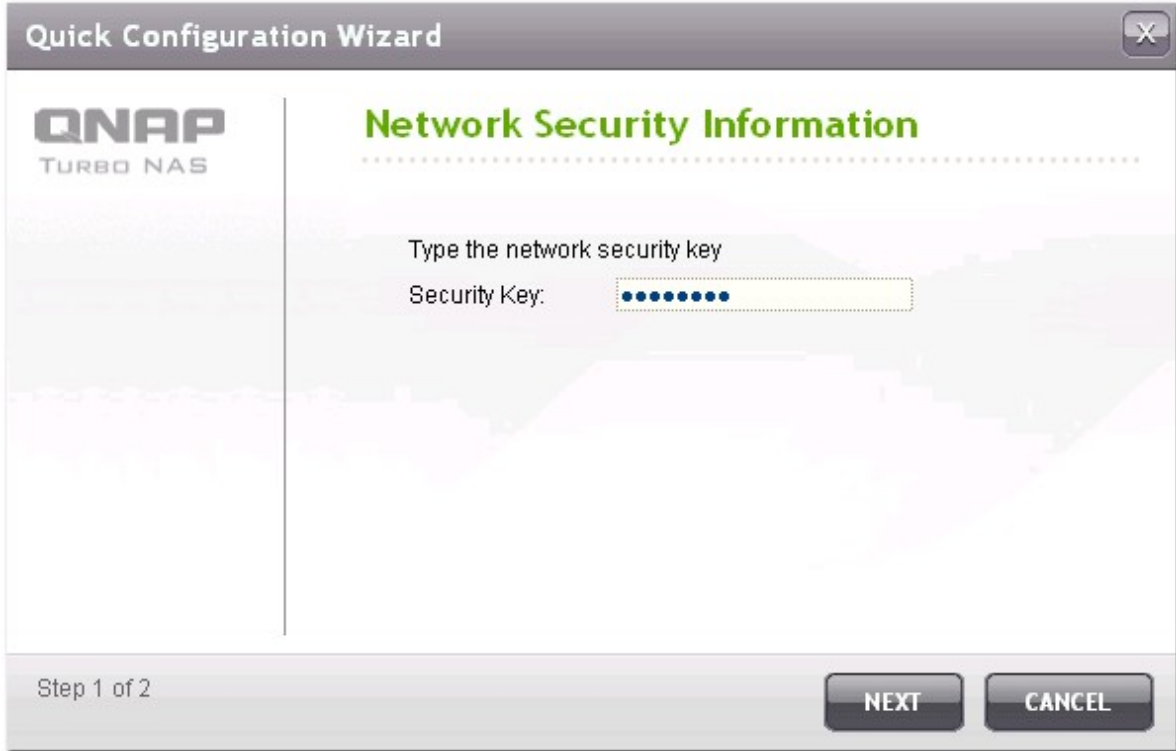 Quick Configuration Wizard
X
QNAP
TURBO NAS
Network Security Information
Type the network security key
Security Key: ••••••••
Step 1 of 2
NEXT
CANCEL